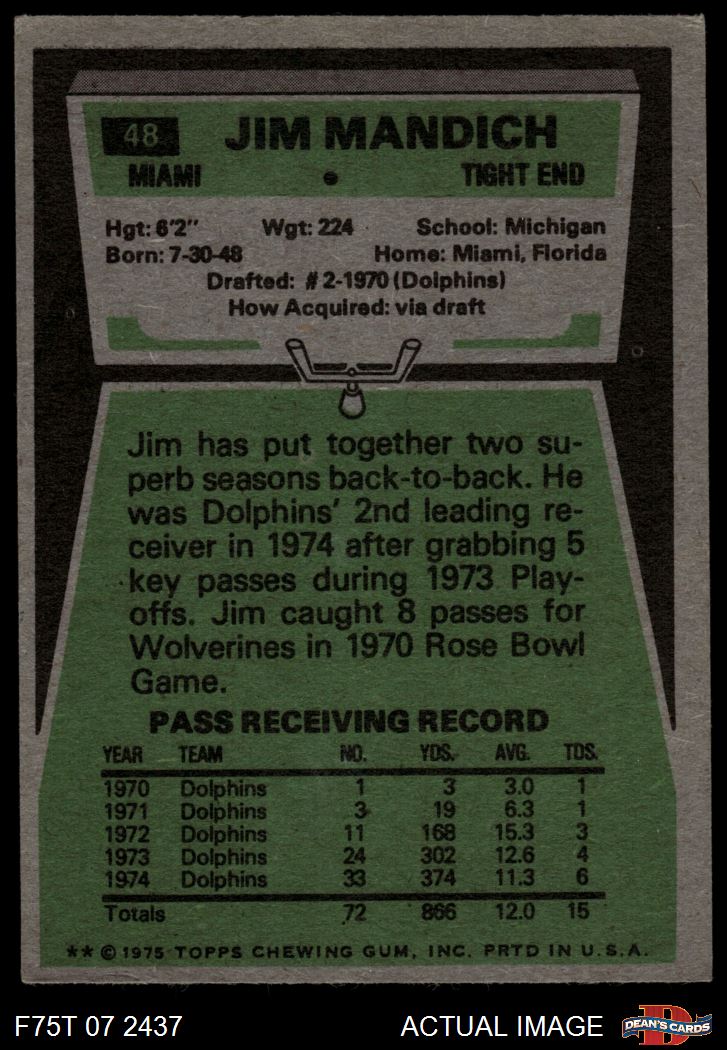 48 JIM MANDICH
MIAMI • TIGHT END
Hgt: 6'2" Wgt: 224 School: Michigan
Born: 7-30-48 Home: Miami, Florida
Drafted: #2-1970 (Dolphins)
How Acquired: via draft
Jim has put together two su-
perb seasons back-to-back. He
was Dolphins' 2nd leading re-
ceiver in 1974 after grabbing 5
key passes during 1973 Play-
offs. Jim caught 8 passes for
Wolverines in 1970 Rose Bowl
Game.
PASS RECEIVING RECORD
YEAR TEAM NO. YDS. AVG. TDS.
1970 Dolphins 1 3 3.0 1
1971 Dolphins 3 19 6.3 1
1972 Dolphins 11 168 15.3 3
1973 Dolphins 24 302 12.6 4
1974 Dolphins 33 374 11.3 6
Totals 72 866 12.0 15
** © 1975 TOPPS CHEWING GUM, INC. PRTD IN U.S.A.
F75T 07 2437 ACTUAL IMAGE D DEAN'S CARDS